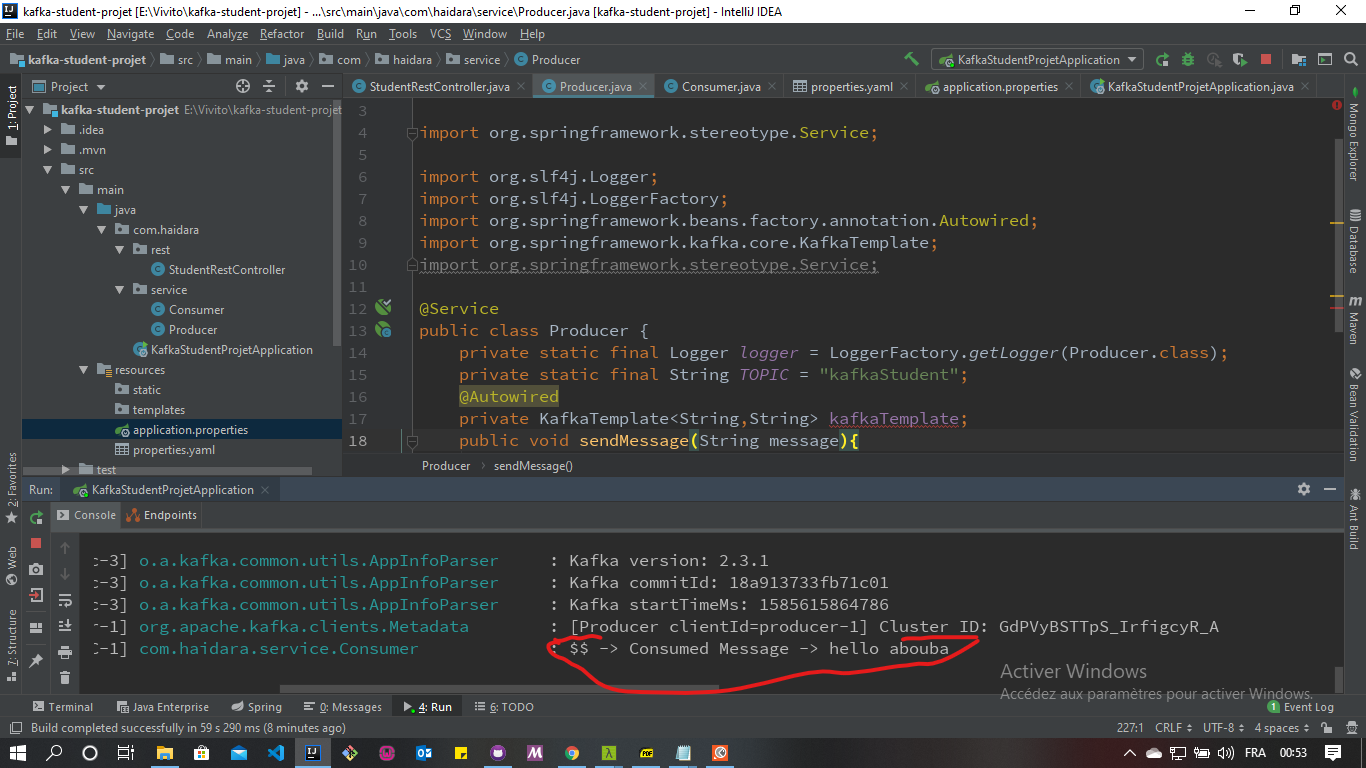 kafka-student-projet [E:\Vivito\kafka-student-projet] - ...\src\main\java\com\haidara\service\Producer.java [kafka-student-projet] - IntelliJ IDEA
File Edit View Navigate Code Analyze Refactor Build Run Tools VCS Window Help
kafka-student-projet src main java com haidara service Producer KafkaStudentProjetApplication
Project
StudentRestController.java Producer.java Consumer.java properties.yaml application.properties KafkaStudentProjetApplication.java
1: Project
kafka-student-projet E:\Vivito\kafka-student-projet
.idea
.mvn
src
main
java
com.haidara
rest
StudentRestController
service
Consumer
Producer
KafkaStudentProjetApplication
resources
static
templates
application.properties
properties.yaml
test
3
4 import org.springframework.stereotype.Service;
5
6 import org.slf4j.Logger;
7 import org.slf4j.LoggerFactory;
8 import org.springframework.beans.factory.annotation.Autowired;
9 import org.springframework.kafka.core.KafkaTemplate;
10 import org.springframework.stereotype.Service;
11
12 @Service
13 public class Producer {
14 private static final Logger logger = LoggerFactory.getLogger(Producer.class);
15 private static final String TOPIC = "kafkaStudent";
16 @Autowired
17 private KafkaTemplate<String,String> kafkaTemplate;
18 public void sendMessage(String message){
Producer › sendMessage()
Mongo Explorer
Database
Maven
Bean Validation
Ant Build
2: Favorites
Web
Z: Structure
Run: KafkaStudentProjetApplication
Console Endpoints
c-3] o.a.kafka.common.utils.AppInfoParser : Kafka version: 2.3.1
c-3] o.a.kafka.common.utils.AppInfoParser : Kafka commitId: 18a913733fb71c01
c-3] o.a.kafka.common.utils.AppInfoParser : Kafka startTimeMs: 1585615864786
r-1] org.apache.kafka.clients.Metadata : [Producer clientId=producer-1] Cluster ID: GdPVyBSTTpS_IrfigcyR_A
C-1] com.haidara.service.Consumer : $$ -> Consumed Message -> hello abouba
Activer Windows
Accédez aux paramètres pour activer Windows.
Terminal Java Enterprise Spring 0: Messages 4: Run 6: TODO 1 Event Log
Build completed successfully in 59 s 290 ms (8 minutes ago) 227:1 CRLF UTF-8 4 spaces
FRA 00:53